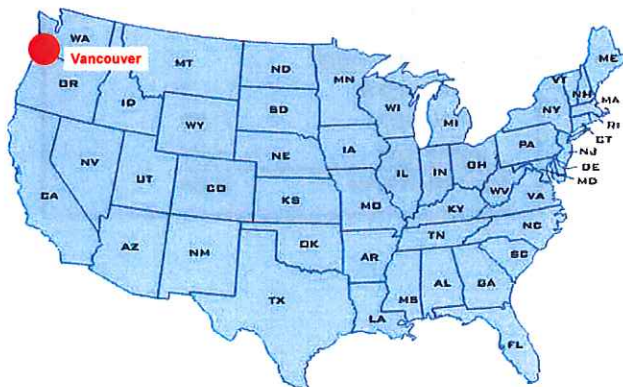 WA
Vancouver
MT
ND
MN
ME
OR
ID
SD
WI
VT
NH
MA
NY
MI
RI
CT
WY
IA
PA
NJ
NE
OH
DE
NV
IL
IN
MD
UT
CO
WV
VA
CA
KS
MO
KY
NC
TN
AZ
NM
OK
AR
SC
MS
AL
GA
TX
LA
FL